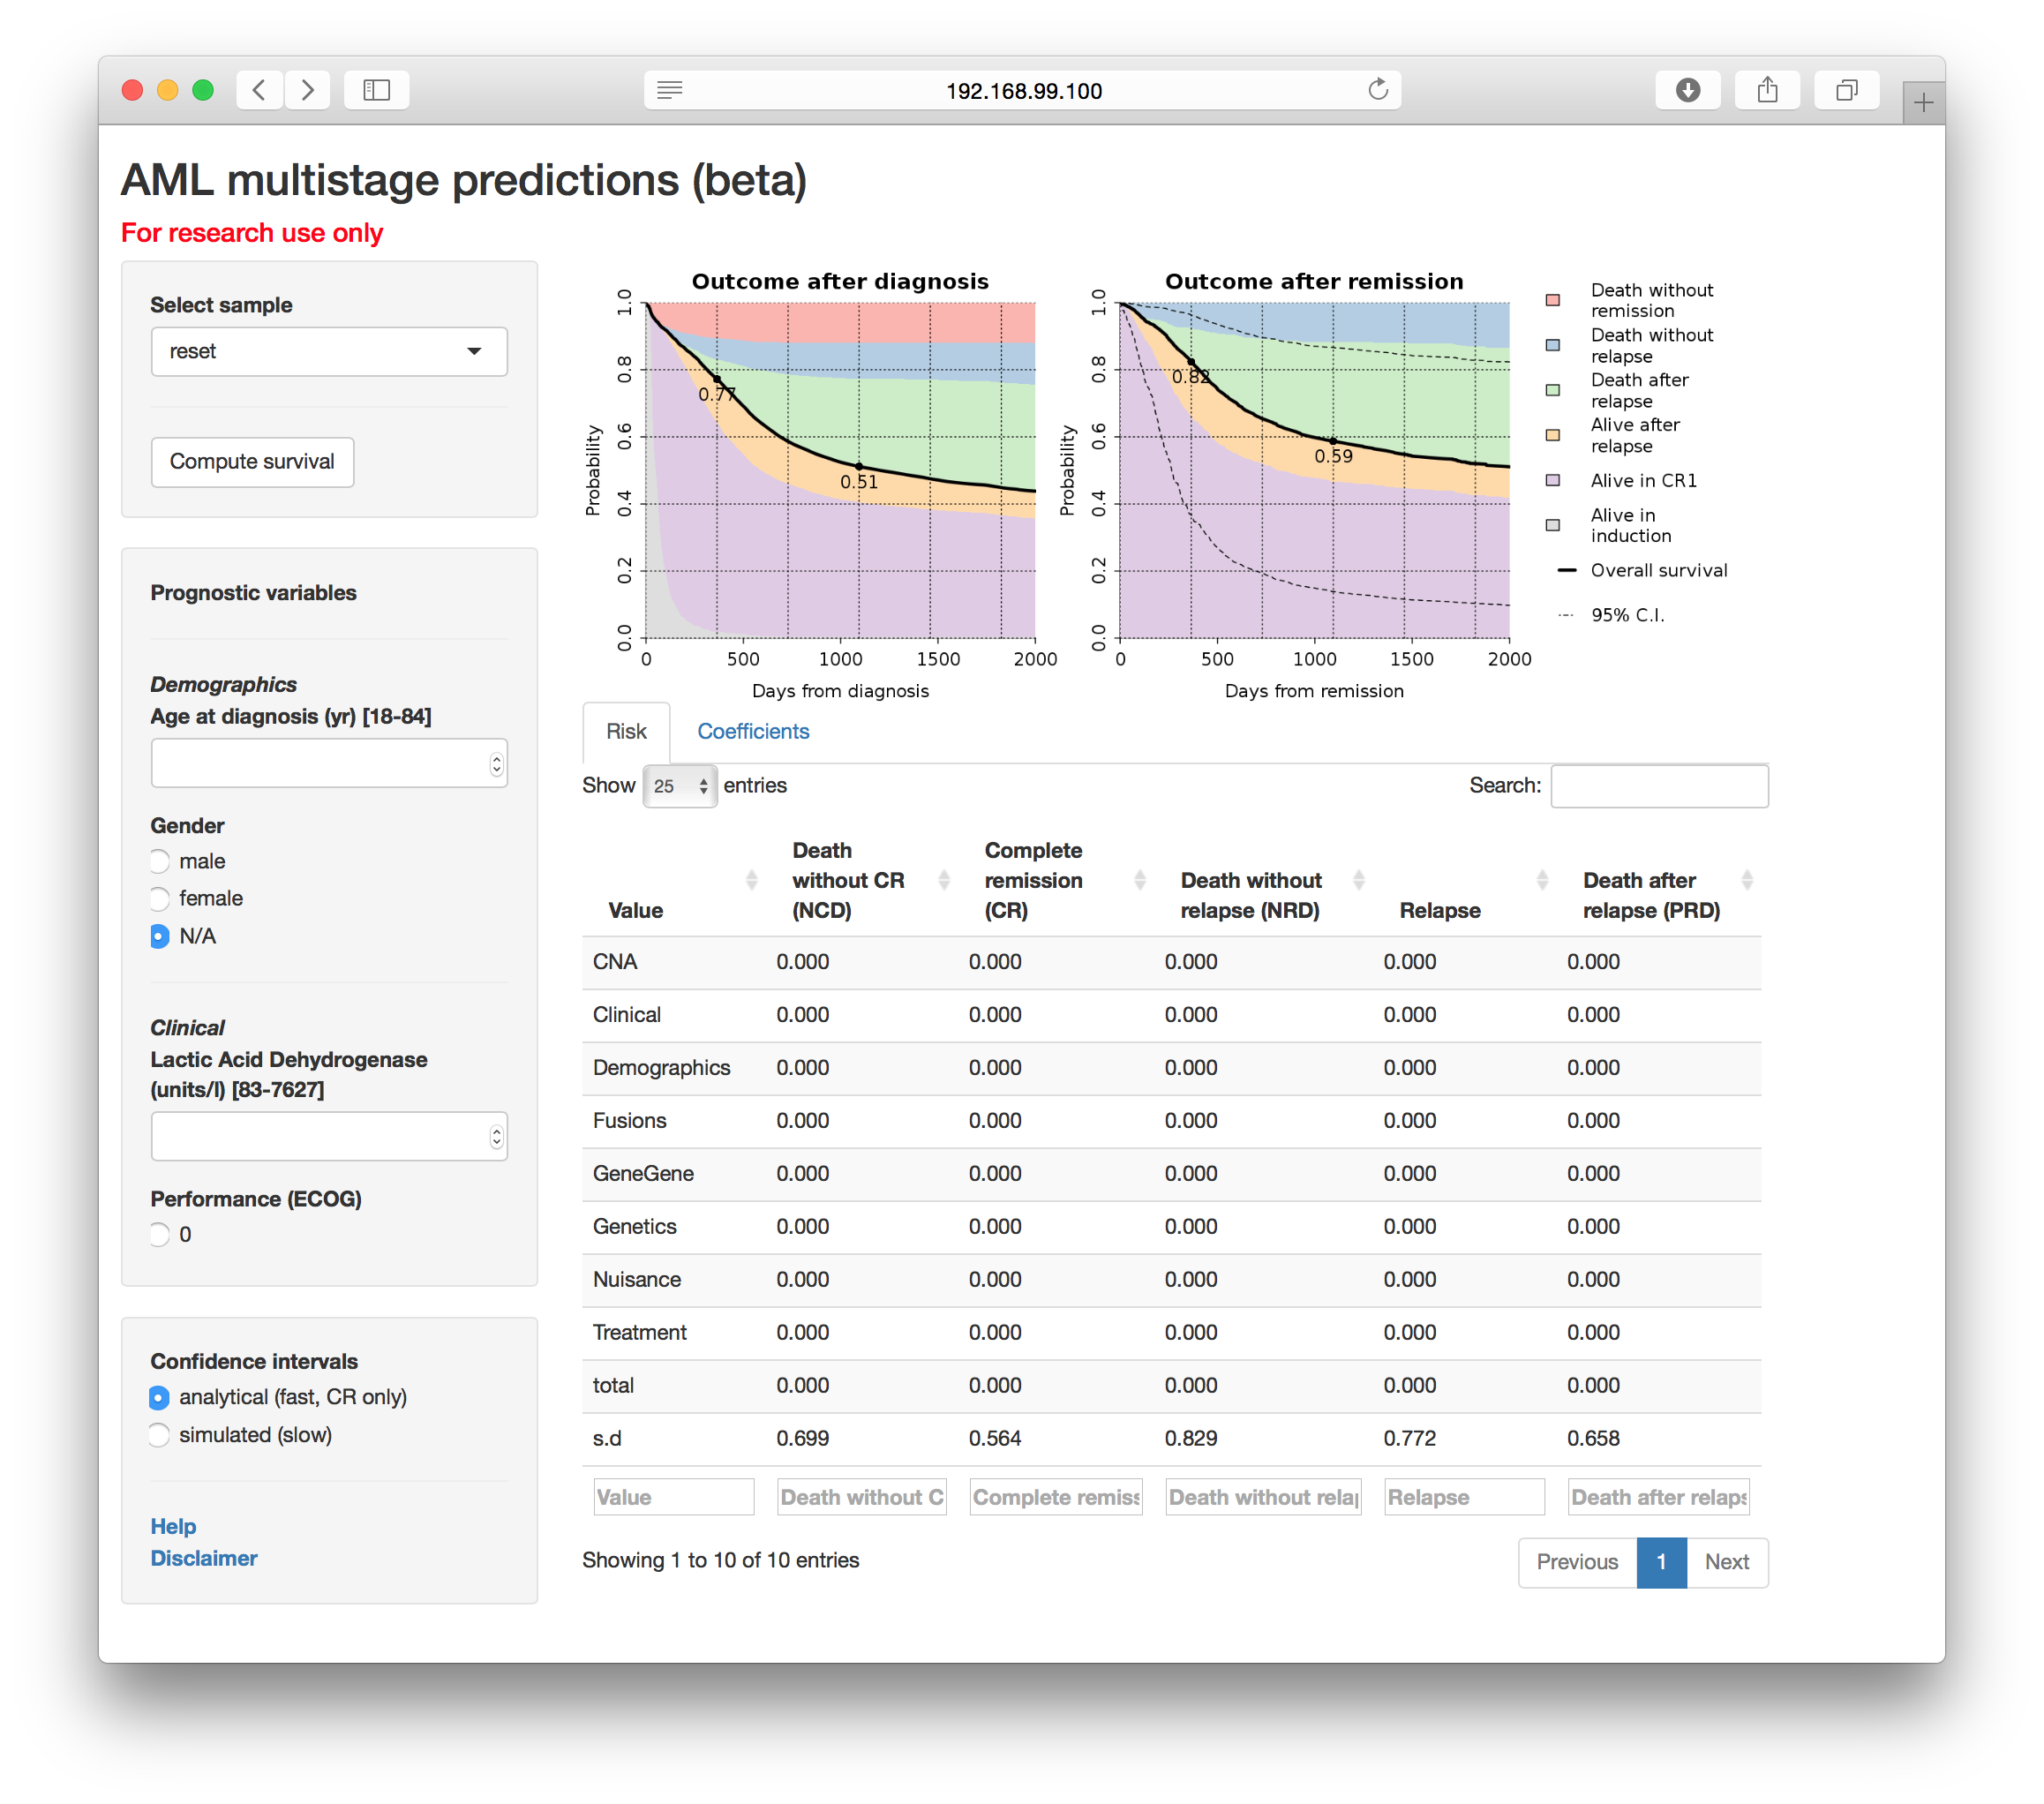 192.168.99.100
AML multistage predictions (beta)
For research use only
Select sample
reset
Compute survival
Prognostic variables
Demographics
Age at diagnosis (yr) [18-84]
Gender
male
female
N/A
Clinical
Lactic Acid Dehydrogenase
(units/l) [83-7627]
Performance (ECOG)
0
Confidence intervals
analytical (fast, CR only)
simulated (slow)
Help
Disclaimer
Outcome after diagnosis
Probability
0.0 0.2 0.4 0.6 0.8 1.0
0.77
0.51
0 500 1000 1500 2000
Days from diagnosis
Outcome after remission
Probability
0.0 0.2 0.4 0.6 0.8 1.0
0.82
0.59
0 500 1000 1500 2000
Days from remission
Death without
remission
Death without
relapse
Death after
relapse
Alive after
relapse
Alive in CR1
Alive in
induction
Overall survival
95% C.I.
Risk Coefficients
Show 25 entries Search:
Death Complete
without CR remission Death without Death after
Value (NCD) (CR) relapse (NRD) Relapse relapse (PRD)
CNA 0.000 0.000 0.000 0.000 0.000
Clinical 0.000 0.000 0.000 0.000 0.000
Demographics 0.000 0.000 0.000 0.000 0.000
Fusions 0.000 0.000 0.000 0.000 0.000
GeneGene 0.000 0.000 0.000 0.000 0.000
Genetics 0.000 0.000 0.000 0.000 0.000
Nuisance 0.000 0.000 0.000 0.000 0.000
Treatment 0.000 0.000 0.000 0.000 0.000
total 0.000 0.000 0.000 0.000 0.000
s.d 0.699 0.564 0.829 0.772 0.658
Value Death without C Complete remiss Death without relap Relapse Death after relaps
Showing 1 to 10 of 10 entries Previous 1 Next